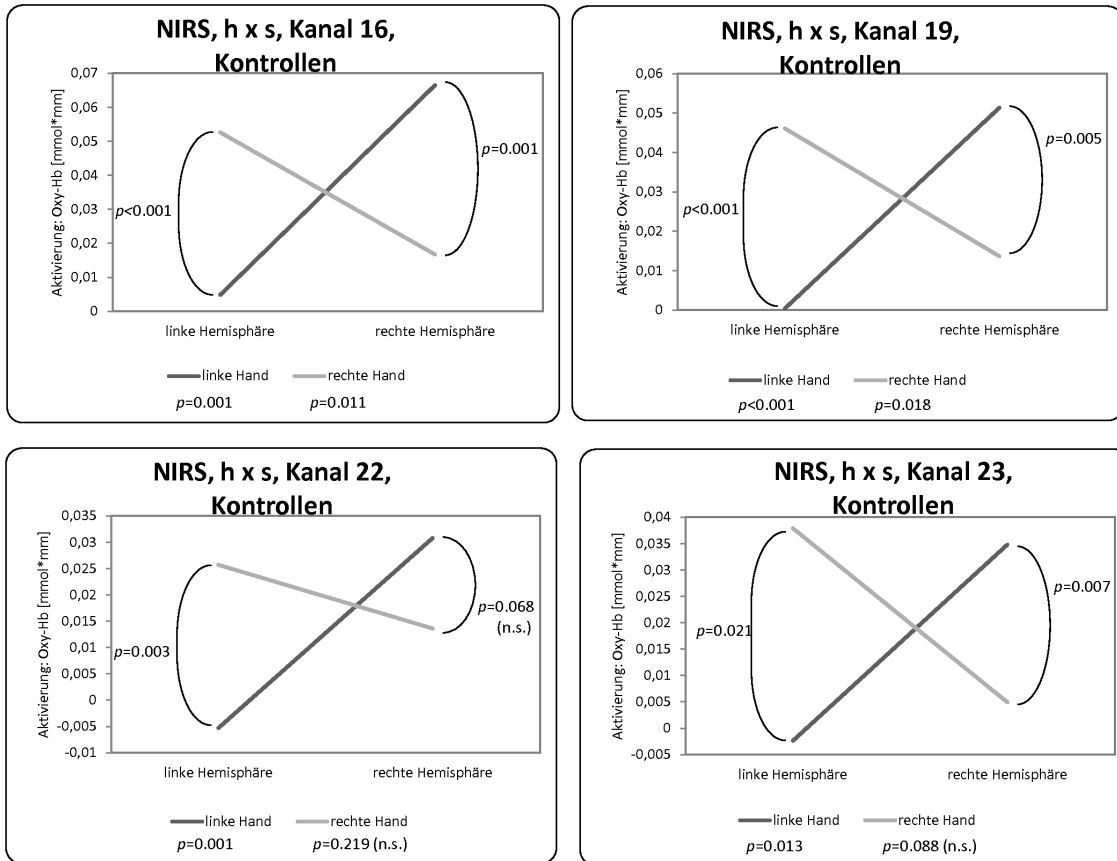 NIRS, h x s, Kanal 16,
Kontrollen
Aktivierung: Oxy-Hb [mmol*mm]
0,07
0,06
0,05
0,04
0,03
0,02
0,01
0
p<0.001
p=0.001
linke Hemisphäre rechte Hemisphäre
linke Hand rechte Hand
p=0.001 p=0.011
NIRS, h x s, Kanal 19,
Kontrollen
Aktivierung: Oxy-Hb [mmol*mm]
0,06
0,05
0,04
0,03
0,02
0,01
0
p<0.001
p=0.005
linke Hemisphäre rechte Hemisphäre
linke Hand rechte Hand
p<0.001 p=0.018
NIRS, h x s, Kanal 22,
Kontrollen
Aktivierung: Oxy-Hb [mmol*mm]
0,035
0,03
0,025
0,02
0,015
0,01
0,005
0
-0,005
-0,01
p=0.003
p=0.068
(n.s.)
linke Hemisphäre rechte Hemisphäre
linke Hand rechte Hand
p=0.001 p=0.219 (n.s.)
NIRS, h x s, Kanal 23,
Kontrollen
Aktivierung: Oxy-Hb [mmol*mm]
0,04
0,035
0,03
0,025
0,02
0,015
0,01
0,005
0
-0,005
p=0.021
p=0.007
linke Hemisphäre rechte Hemisphäre
linke Hand rechte Hand
p=0.013 p=0.088 (n.s.)